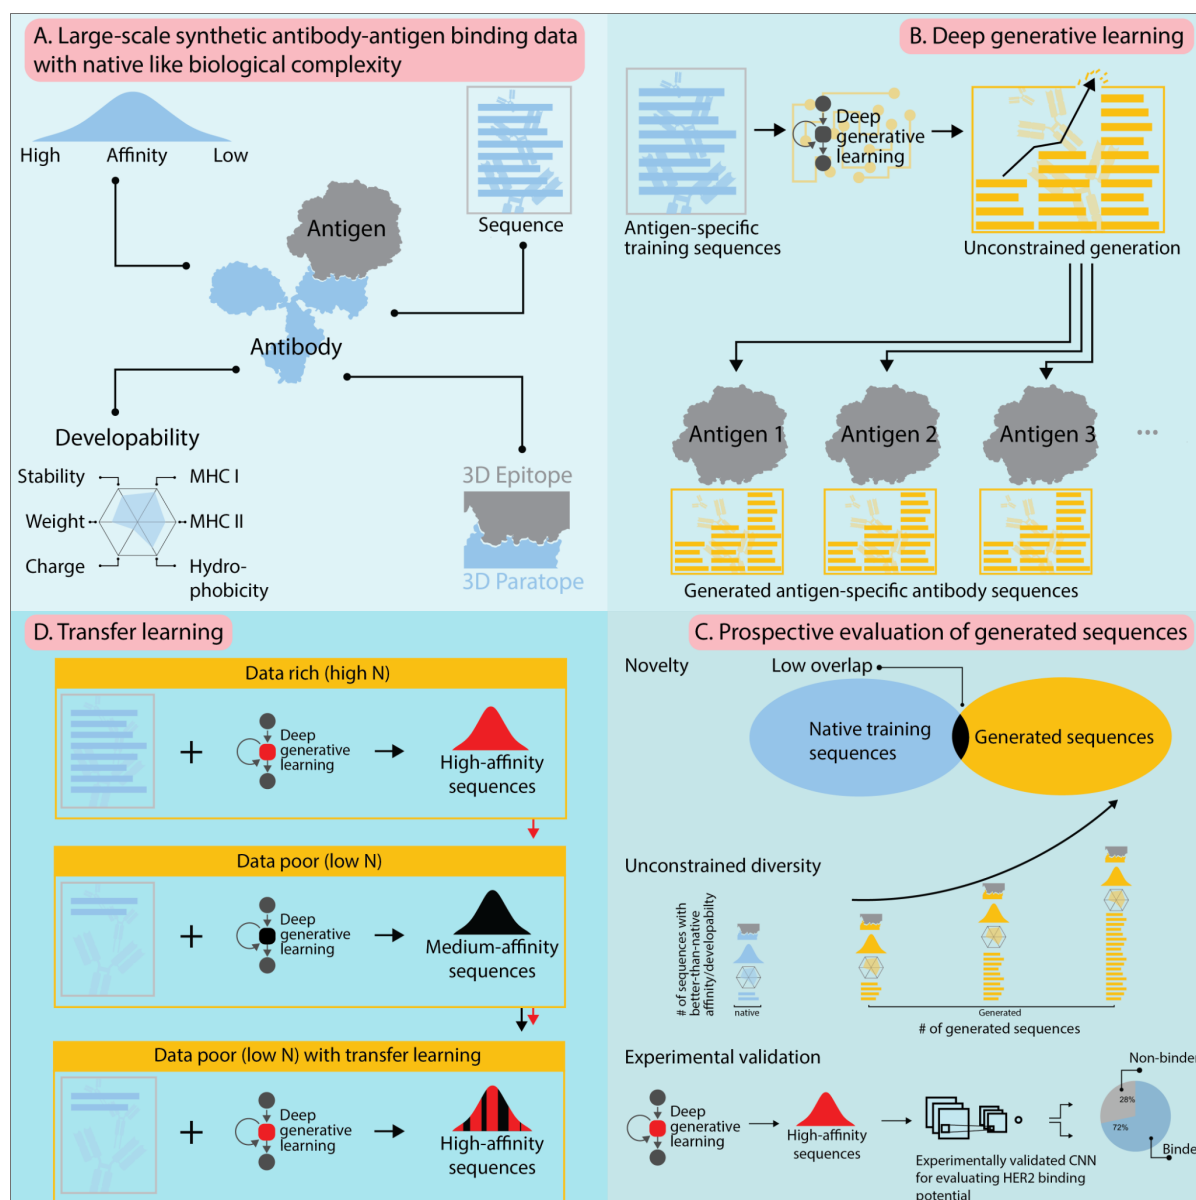 A. Large-scale synthetic antibody-antigen binding data
with native like biological complexity
High
Affinity
Low
Sequence
Antigen
Antibody
Developability
Stability
MHC I
Weight
MHC II
Charge
Hydro-
phobicity
3D Epitope
3D Paratope
B. Deep generative learning
Deep
generative
learning
Antigen-specific
training sequences
Unconstrained generation
Antigen 1
Antigen 2
Antigen 3
...
Generated antigen-specific antibody sequences
D. Transfer learning
Data rich (high N)
+
Deep
generative
learning
High-affinity
sequences
Data poor (low N)
+
Deep
generative
learning
Medium-affinity
sequences
Data poor (low N) with transfer learning
+
Deep
generative
learning
High-affinity
sequences
C. Prospective evaluation of generated sequences
Novelty
Low overlap
Native training
sequences
Generated sequences
Unconstrained diversity
# of sequences with
better-than-native
affinity/developabilty
native
Generated
# of generated sequences
Experimental validation
Deep
generative
learning
High-affinity
sequences
Experimentally validated CNN
for evaluating HER2 binding
potential
Non-binder
28%
72%
Binde